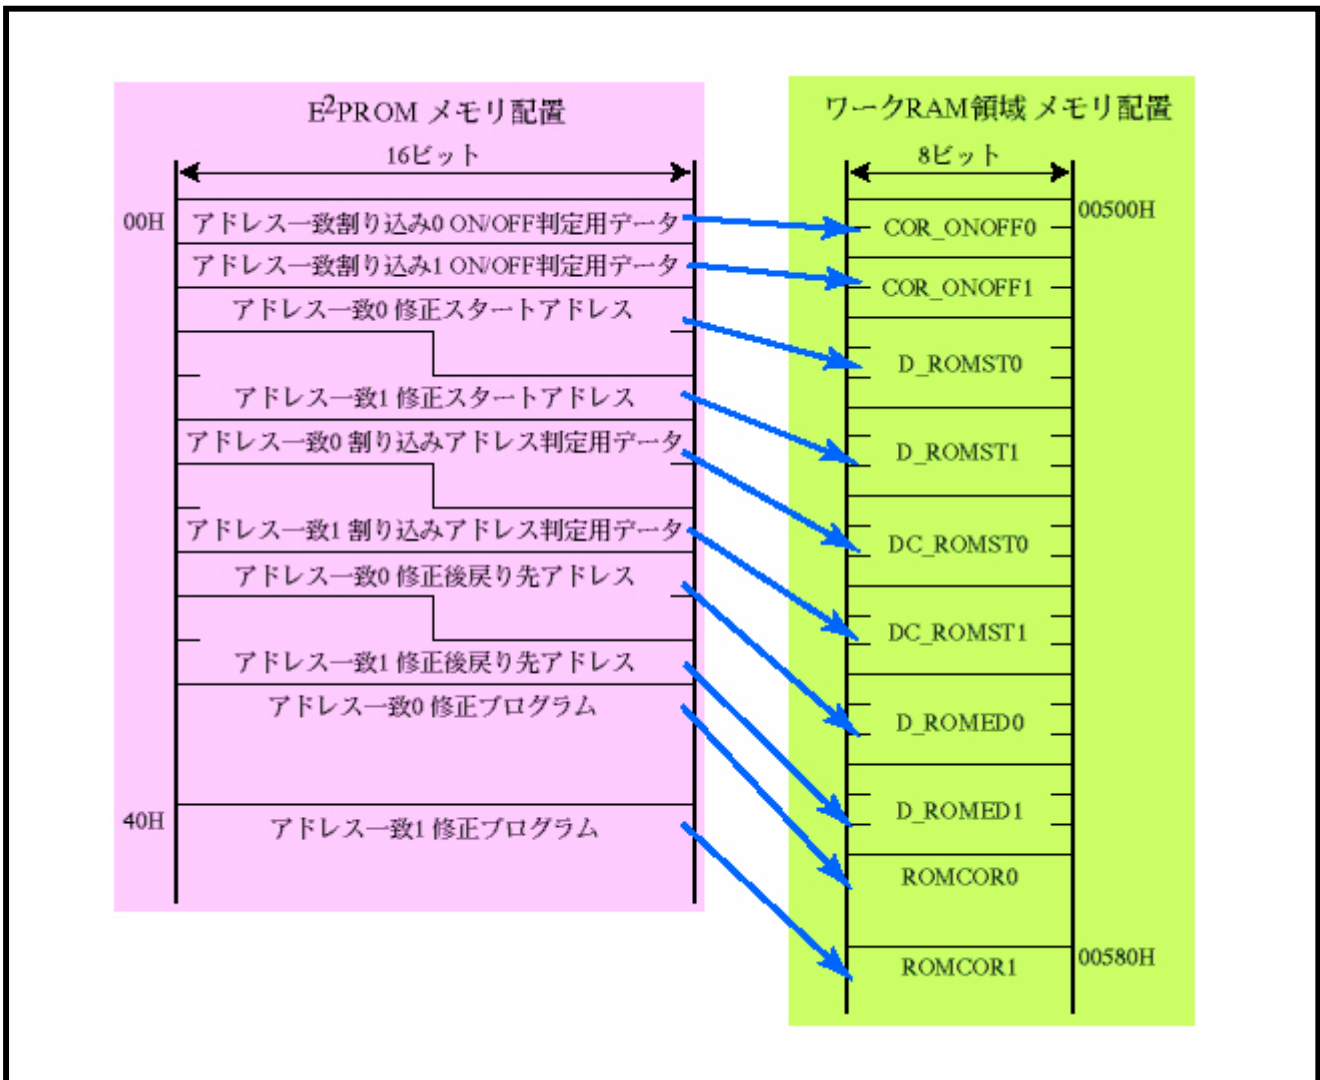 E²PROM メモリ配置
16ビット
00H
アドレス一致割り込み0 ON/OFF判定用データ
アドレス一致割り込み1 ON/OFF判定用データ
アドレス一致0 修正スタートアドレス
アドレス一致1 修正スタートアドレス
アドレス一致0 割り込みアドレス判定用データ
アドレス一致1 割り込みアドレス判定用データ
アドレス一致0 修正後戻り先アドレス
アドレス一致1 修正後戻り先アドレス
アドレス一致0 修正プログラム
40H
アドレス一致1 修正プログラム
ワークRAM領域 メモリ配置
8ビット
00500H
COR_ONOFF0
COR_ONOFF1
D_ROMST0
D_ROMST1
DC_ROMST0
DC_ROMST1
D_ROMED0
D_ROMED1
ROMCOR0
00580H
ROMCOR1